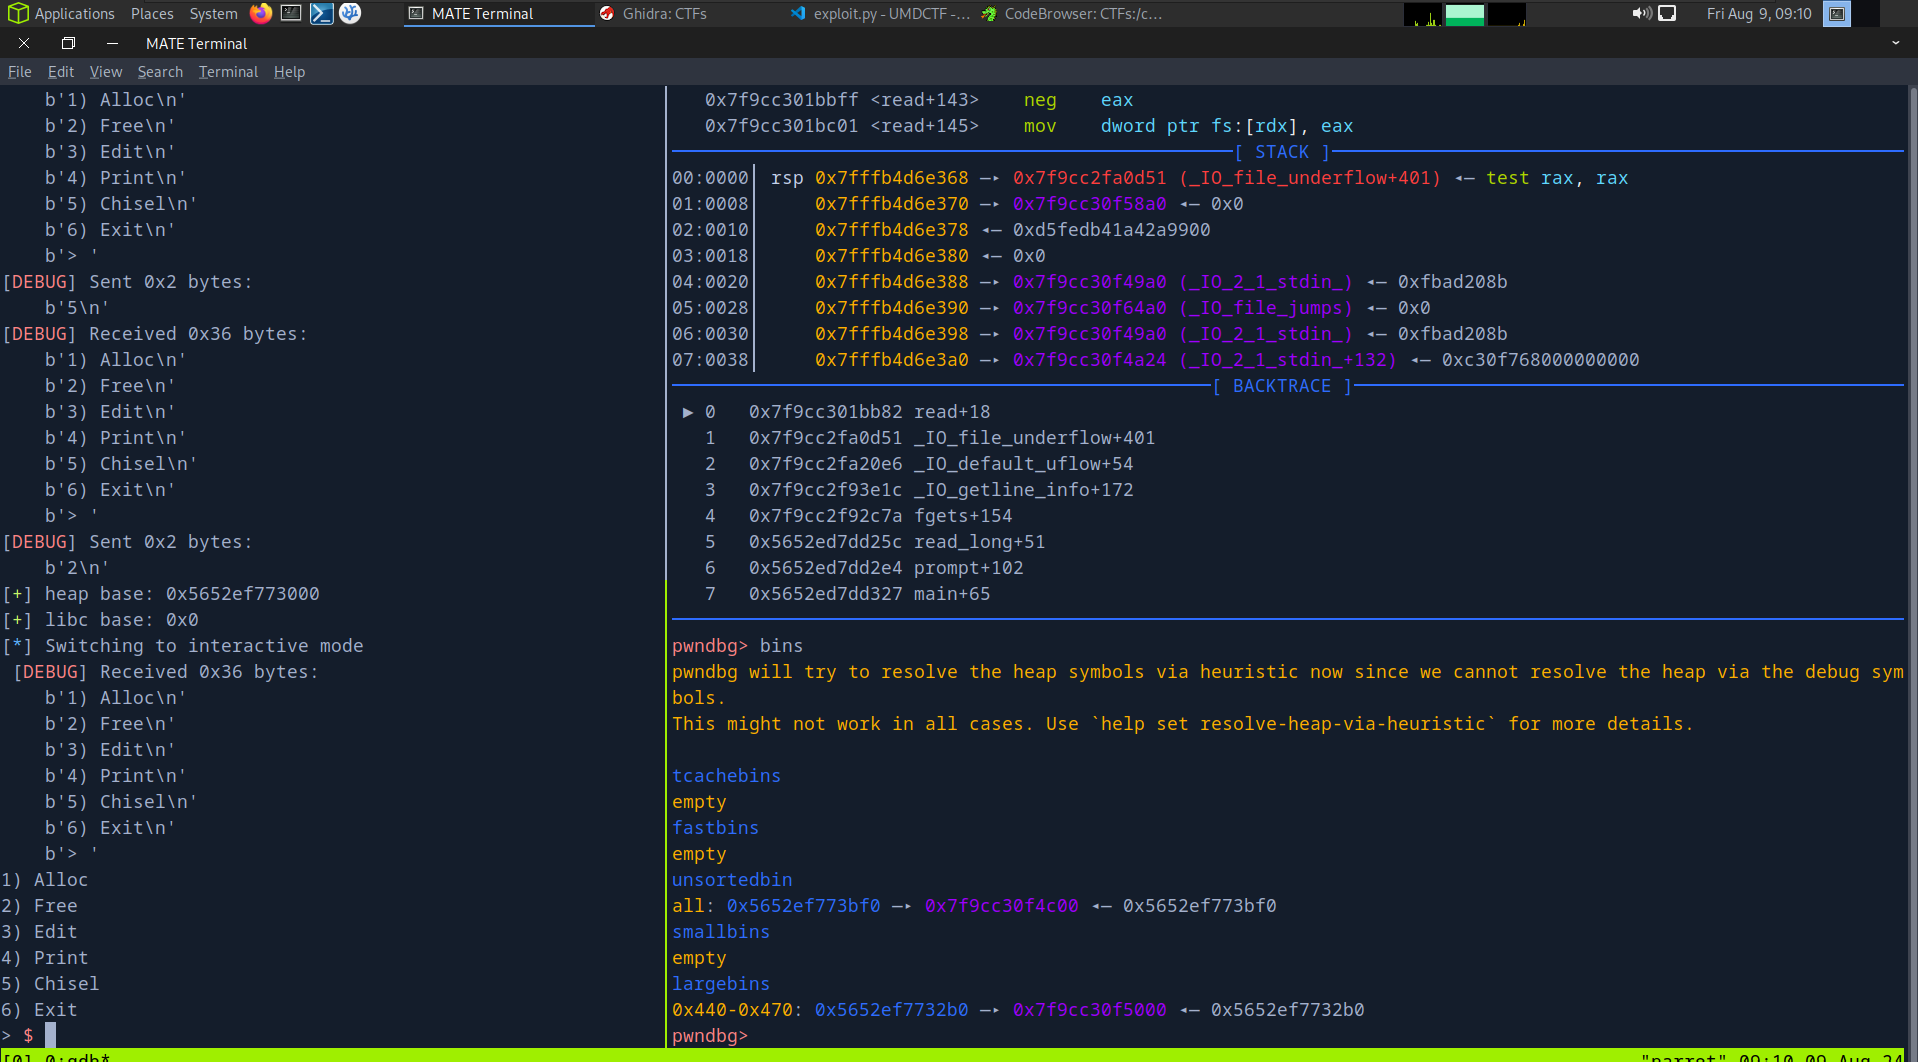 Applications Places System MATE Terminal Ghidra: CTFs exploit.py - UMDCTF -... CodeBrowser: CTFs:/c... Fri Aug 9, 09:10
MATE Terminal
File Edit View Search Terminal Help
b'1) Alloc\n'
b'2) Free\n'
b'3) Edit\n'
b'4) Print\n'
b'5) Chisel\n'
b'6) Exit\n'
b'> '
[DEBUG] Sent 0x2 bytes:
b'5\n'
[DEBUG] Received 0x36 bytes:
b'1) Alloc\n'
b'2) Free\n'
b'3) Edit\n'
b'4) Print\n'
b'5) Chisel\n'
b'6) Exit\n'
b'> '
[DEBUG] Sent 0x2 bytes:
b'2\n'
[+] heap base: 0x5652ef773000
[+] libc base: 0x0
[*] Switching to interactive mode
[DEBUG] Received 0x36 bytes:
b'1) Alloc\n'
b'2) Free\n'
b'3) Edit\n'
b'4) Print\n'
b'5) Chisel\n'
b'6) Exit\n'
b'> '
1) Alloc
2) Free
3) Edit
4) Print
5) Chisel
6) Exit
> $
0x7f9cc301bbff <read+143> neg eax
0x7f9cc301bc01 <read+145> mov dword ptr fs:[rdx], eax
[ STACK ]
00:0000│ rsp 0x7fffb4d6e368 —▸ 0x7f9cc2fa0d51 (_IO_file_underflow+401) ◂— test rax, rax
01:0008│ 0x7fffb4d6e370 —▸ 0x7f9cc30f58a0 ◂— 0x0
02:0010│ 0x7fffb4d6e378 ◂— 0xd5fedb41a42a9900
03:0018│ 0x7fffb4d6e380 ◂— 0x0
04:0020│ 0x7fffb4d6e388 —▸ 0x7f9cc30f49a0 (_IO_2_1_stdin_) ◂— 0xfbad208b
05:0028│ 0x7fffb4d6e390 —▸ 0x7f9cc30f64a0 (_IO_file_jumps) ◂— 0x0
06:0030│ 0x7fffb4d6e398 —▸ 0x7f9cc30f49a0 (_IO_2_1_stdin_) ◂— 0xfbad208b
07:0038│ 0x7fffb4d6e3a0 —▸ 0x7f9cc30f4a24 (_IO_2_1_stdin_+132) ◂— 0xc30f768000000000
[ BACKTRACE ]
► 0 0x7f9cc301bb82 read+18
1 0x7f9cc2fa0d51 _IO_file_underflow+401
2 0x7f9cc2fa20e6 _IO_default_uflow+54
3 0x7f9cc2f93e1c _IO_getline_info+172
4 0x7f9cc2f92c7a fgets+154
5 0x5652ed7dd25c read_long+51
6 0x5652ed7dd2e4 prompt+102
7 0x5652ed7dd327 main+65
pwndbg> bins
pwndbg will try to resolve the heap symbols via heuristic now since we cannot resolve the heap via the debug sym
bols.
This might not work in all cases. Use `help set resolve-heap-via-heuristic` for more details.
tcachebins
empty
fastbins
empty
unsortedbin
all: 0x5652ef773bf0 —▸ 0x7f9cc30f4c00 ◂— 0x5652ef773bf0
smallbins
empty
largebins
0x440-0x470: 0x5652ef7732b0 —▸ 0x7f9cc30f5000 ◂— 0x5652ef7732b0
pwndbg>
[0] 0:gdb* "parrot" 09:10 09-Aug-24